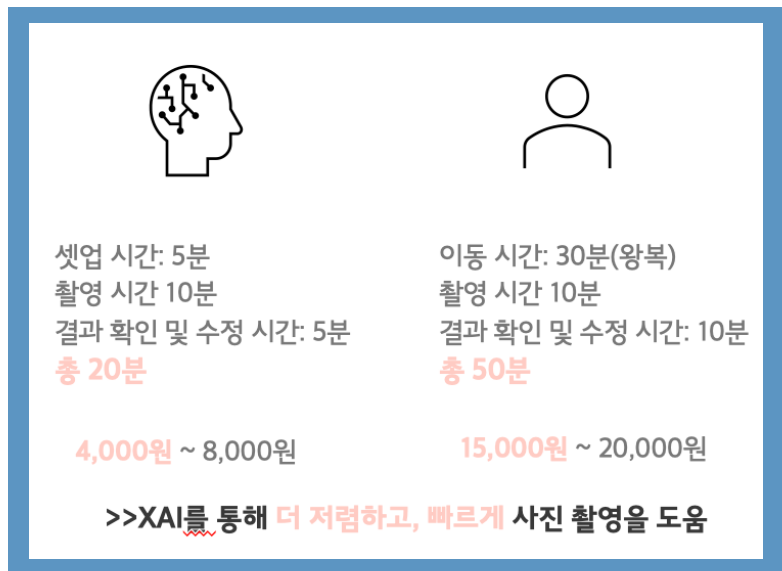 셋업 시간: 5분
촬영 시간 10분
결과 확인 및 수정 시간: 5분
총 20분
4,000원 ~ 8,000원
이동 시간: 30분(왕복)
촬영 시간 10분
결과 확인 및 수정 시간: 10분
총 50분
15,000원 ~ 20,000원
>>XAI를 통해 더 저렴하고, 빠르게 사진 촬영을 도움